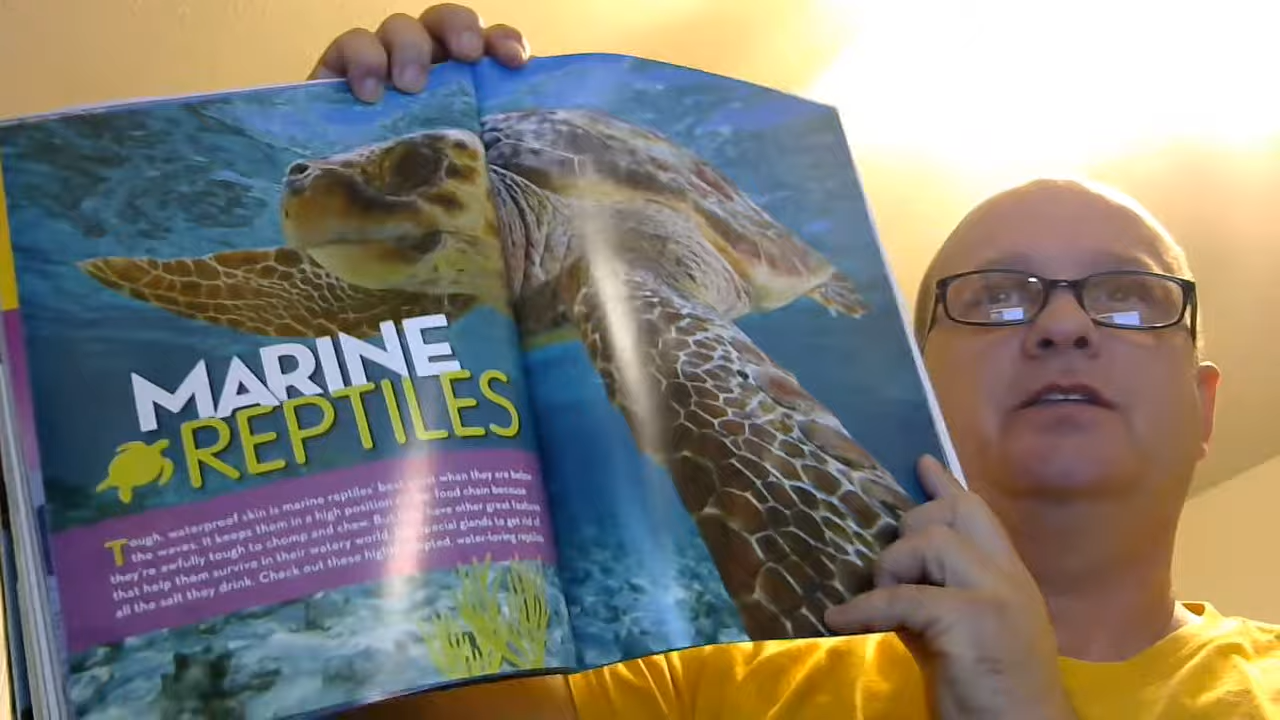 MARINE
REPTILES
Tough, waterproof skin is marine reptiles' best when they are below
the waves. It keeps them in a high position food chain because
they're awfully tough to chomp and chew. But have other great features
that help them survive in their watery world special glands to get rid of
all the salt they drink. Check out these highly water-loving reptiles